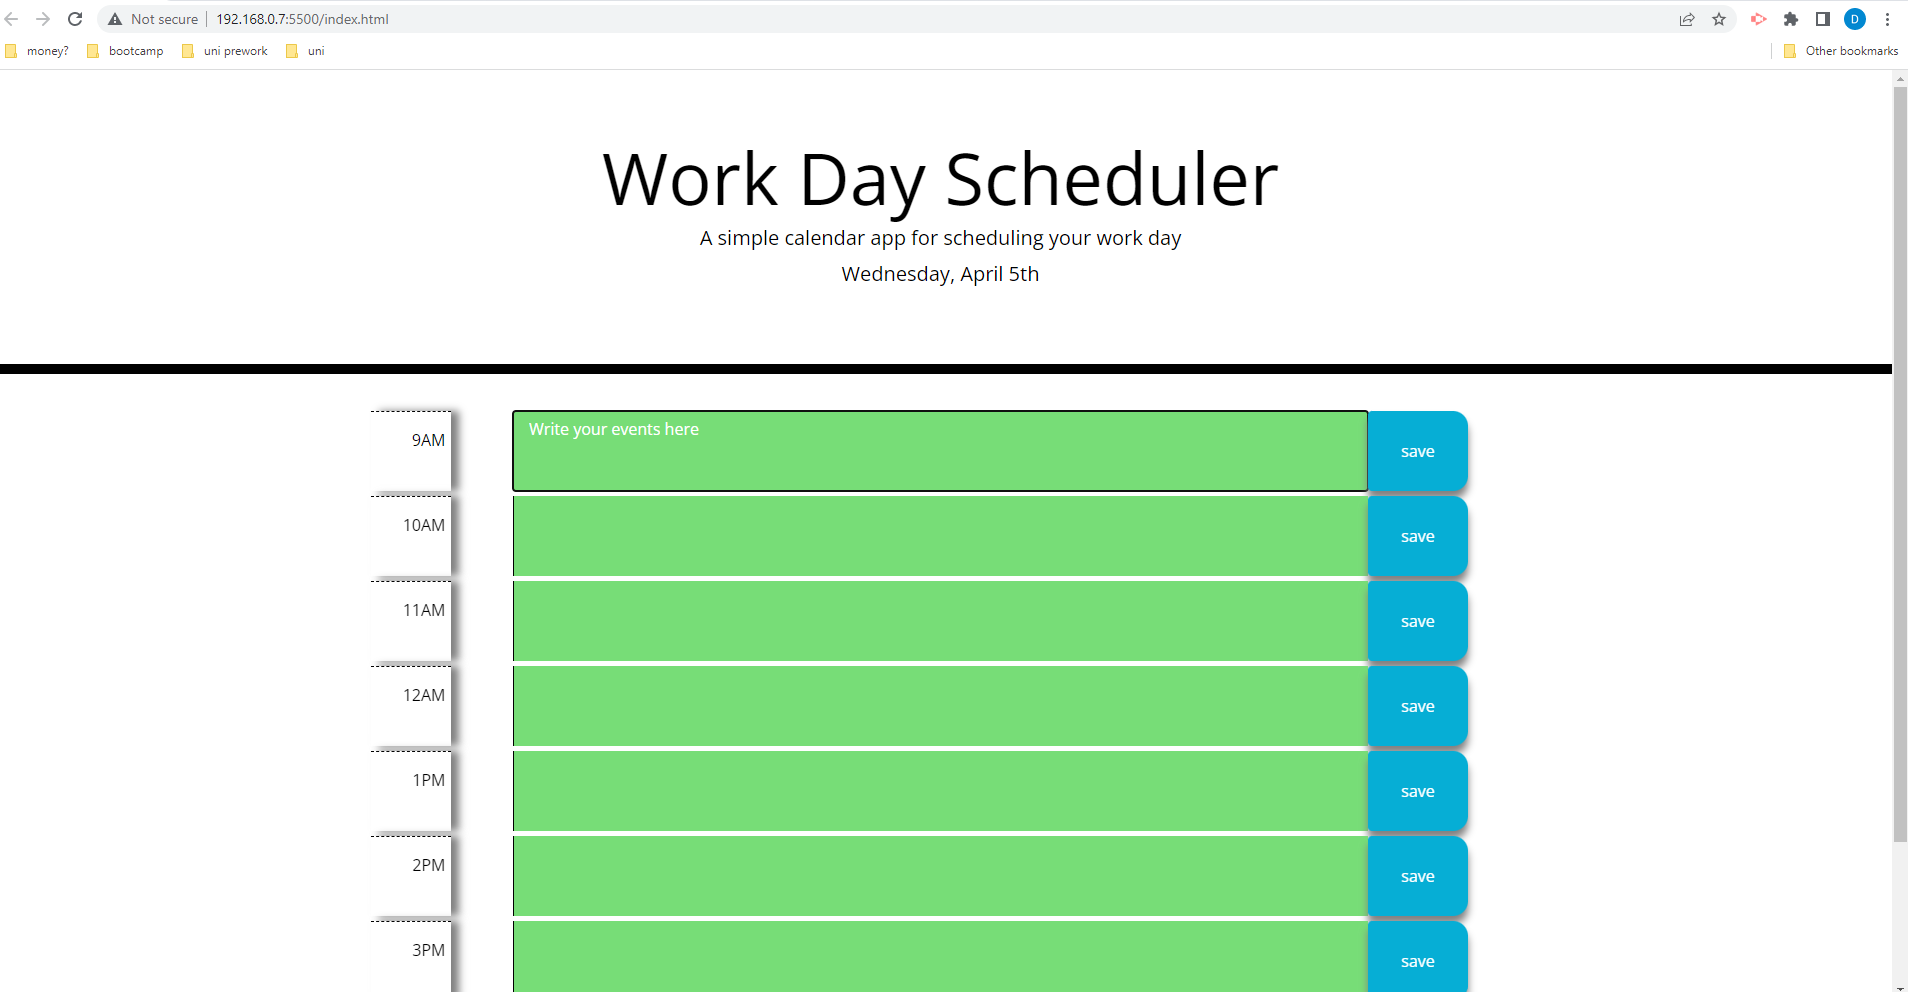 Not secure 192.168.0.7:5500/index.html D
money? bootcamp uni prework uni Other bookmarks
Work Day Scheduler
A simple calendar app for scheduling your work day
Wednesday, April 5th
9AM Write your events here save
10AM save
11AM save
12AM save
1PM save
2PM save
3PM save